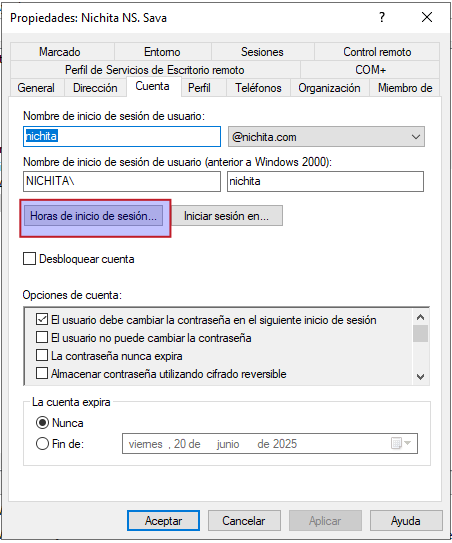 Propiedades: Nichita NS. Sava
Marcado Entorno Sesiones Control remoto
Perfil de Servicios de Escritorio remoto COM+
General Dirección Cuenta Perfil Teléfonos Organización Miembro de
Nombre de inicio de sesión de usuario:
nichita @nichita.com
Nombre de inicio de sesión de usuario (anterior a Windows 2000):
NICHITA\ nichita
Horas de inicio de sesión... Iniciar sesión en...
Desbloquear cuenta
Opciones de cuenta:
El usuario debe cambiar la contraseña en el siguiente inicio de sesión
El usuario no puede cambiar la contraseña
La contraseña nunca expira
Almacenar contraseña utilizando cifrado reversible
La cuenta expira
Nunca
Fin de: viernes , 20 de junio de 2025
Aceptar Cancelar Aplicar Ayuda